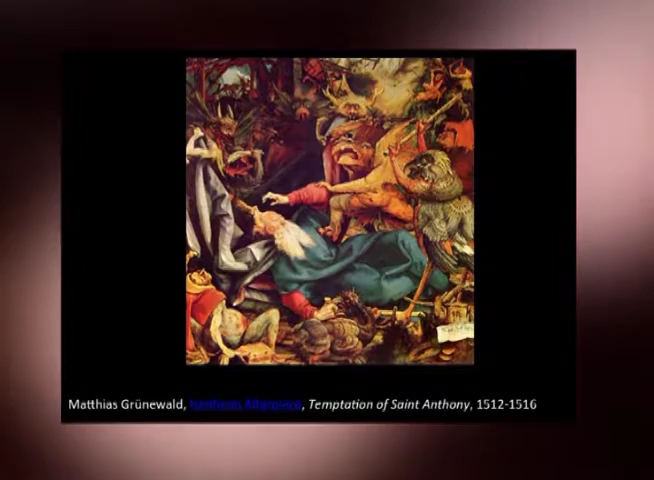 Matthias Grünewald, Isenheim Altarpiece, Temptation of Saint Anthony, 1512-1516